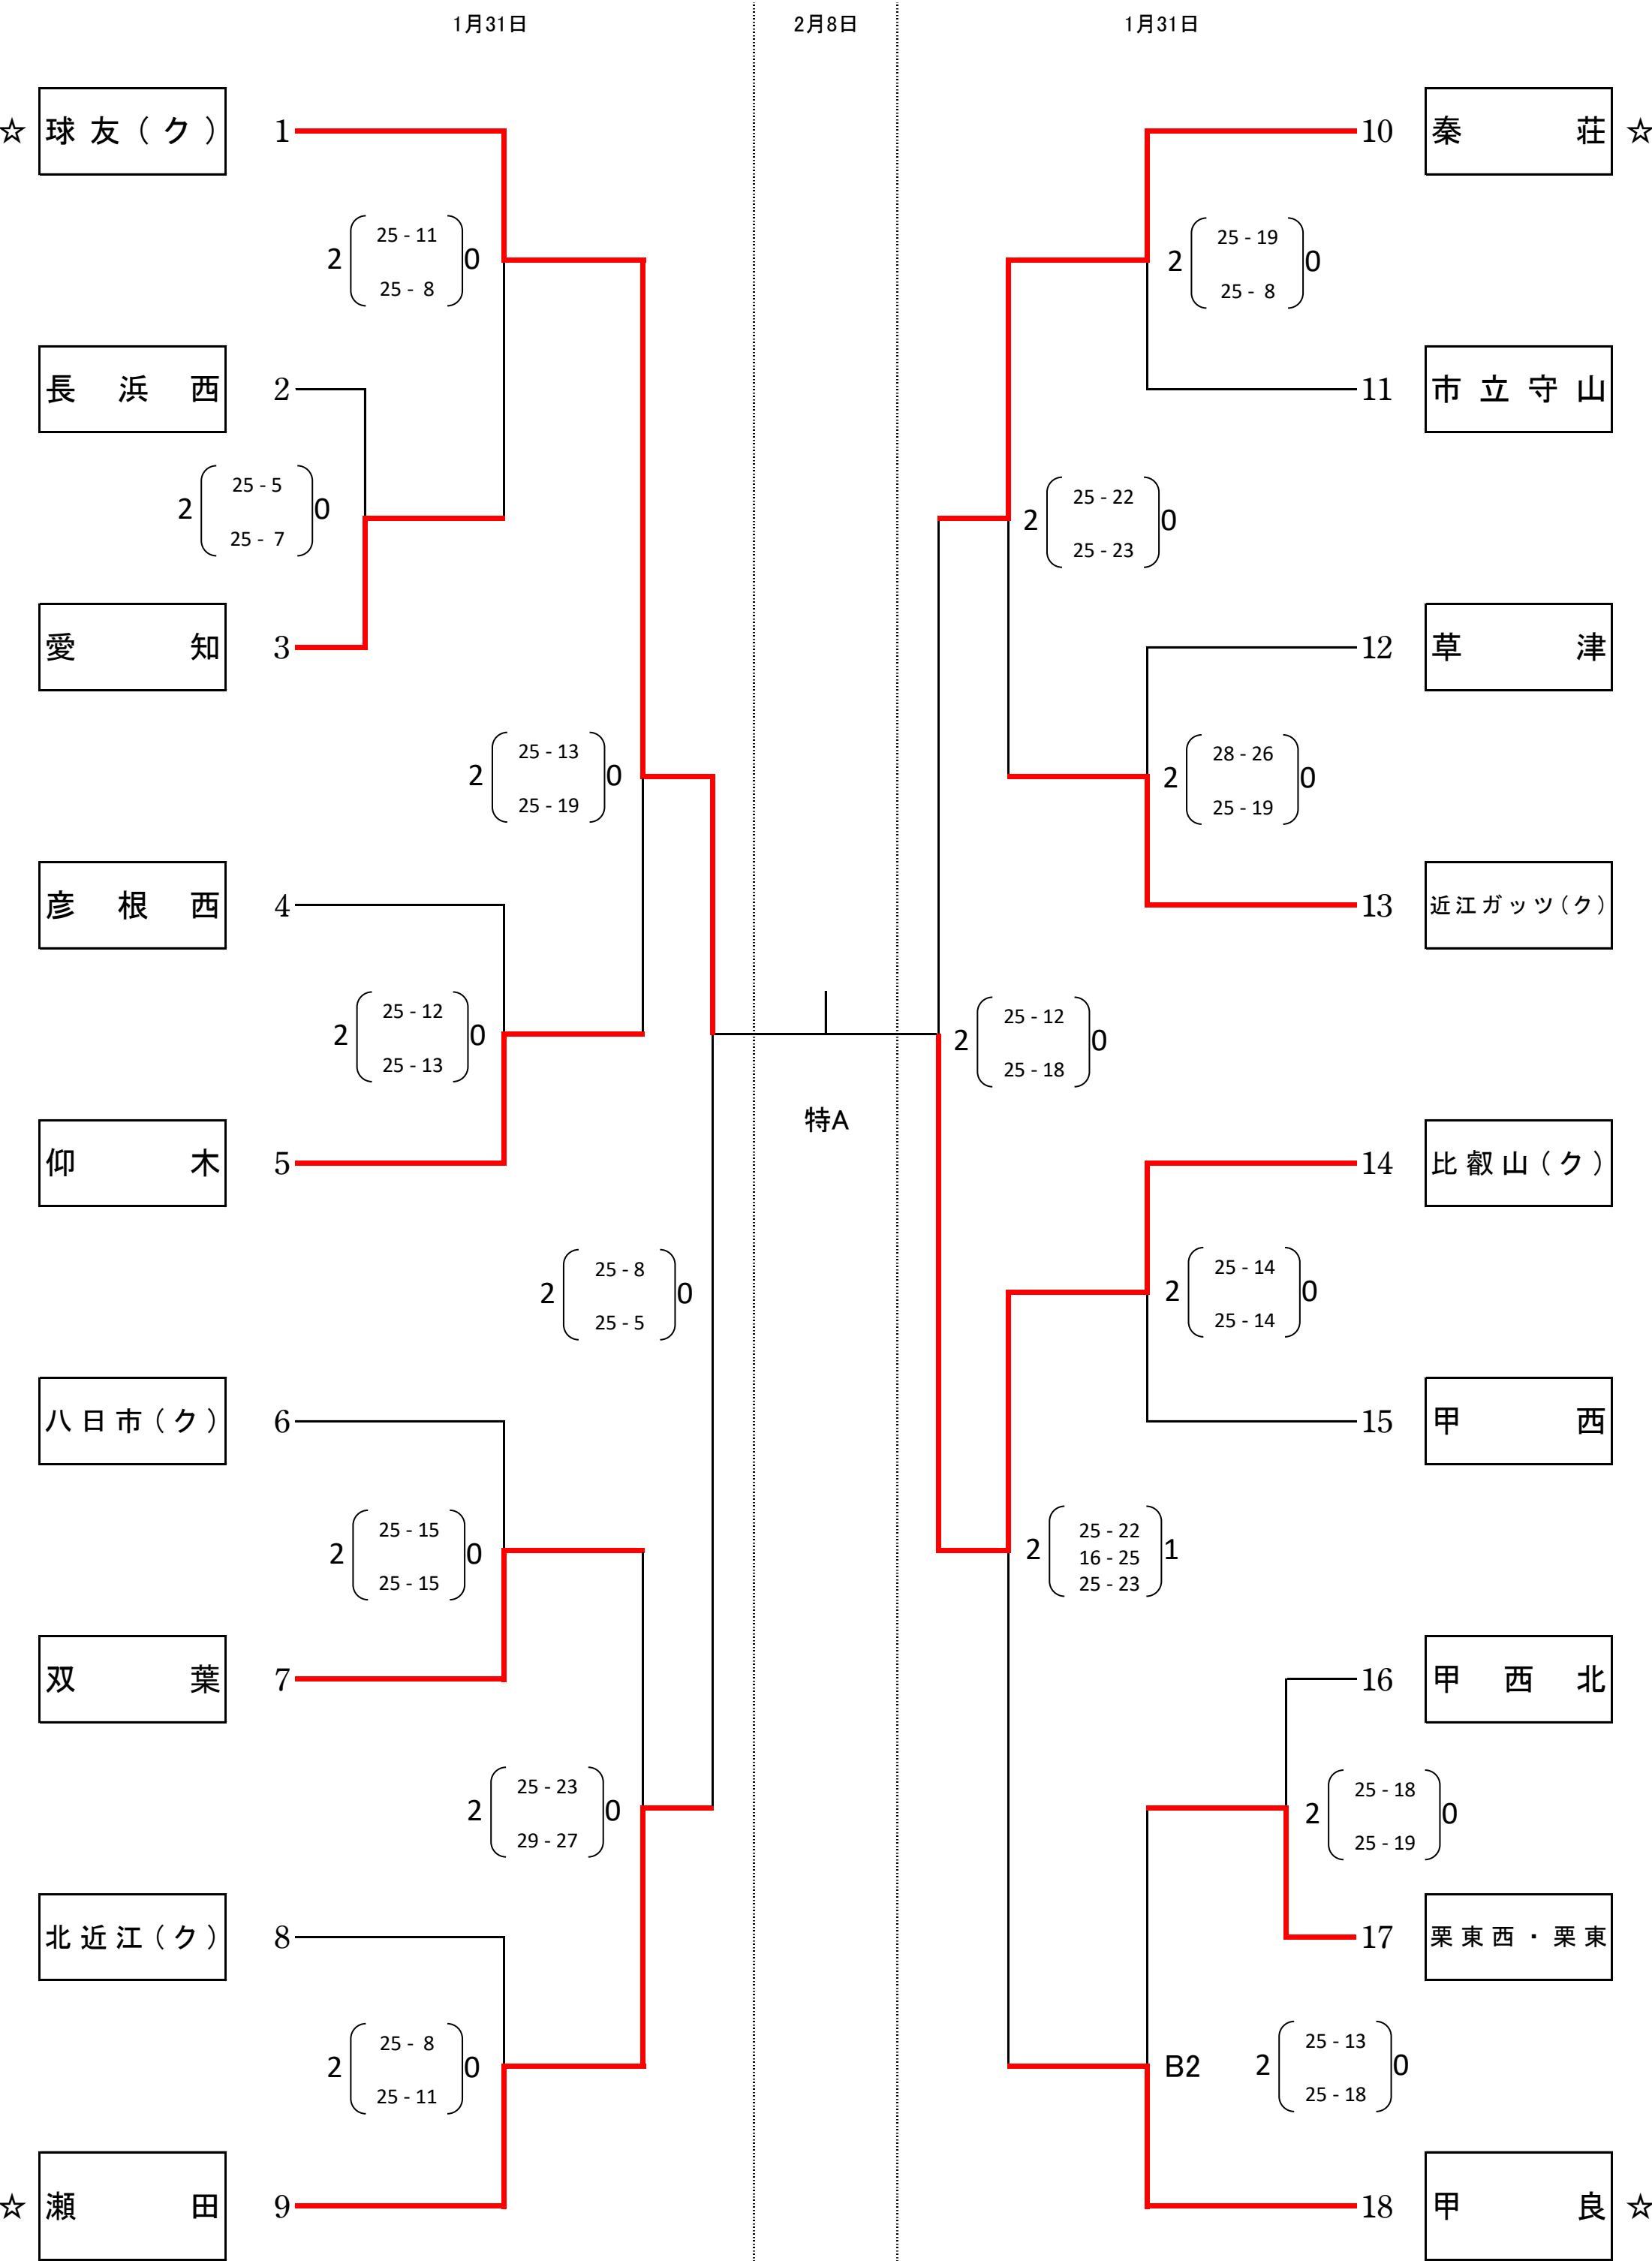 1月31日 2月8日 1月31日
☆ 球友(ク) 1 10 秦荘 ☆
25 - 11 25 - 19
2 0 2 0
25 - 8 25 - 8
長浜西 2 11 市立守山
25 - 5 25 - 22
2 0 2 0
25 - 7 25 - 23
愛知 3 12 草津
25 - 13 28 - 26
2 0 2 0
25 - 19 25 - 19
彦根西 4 13 近江ガッツ(ク)
25 - 12 25 - 12
2 0 2 0
25 - 13 25 - 18
特A
仰木 5 14 比叡山(ク)
25 - 8 25 - 14
2 0 2 0
25 - 5 25 - 14
八日市(ク) 6 15 甲西
25 - 15 25 - 22
2 0 2 16 - 25 1
25 - 15 25 - 23
双葉 7 16 甲西北
25 - 23 25 - 18
2 0 2 0
29 - 27 25 - 19
北近江(ク) 8 17 栗東西・栗東
25 - 8 25 - 13
2 0 B2 2 0
25 - 11 25 - 18
☆ 瀬田 9 18 甲良 ☆